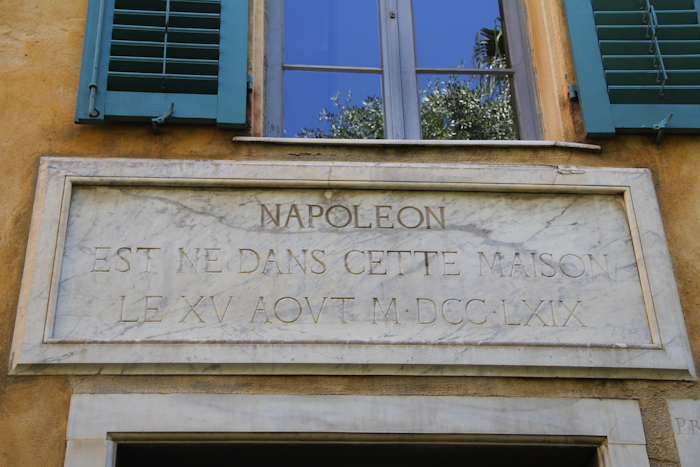 NAPOLEON
EST NE DANS CETTE MAISON
LE XV AOVT M·DCC·LXIX